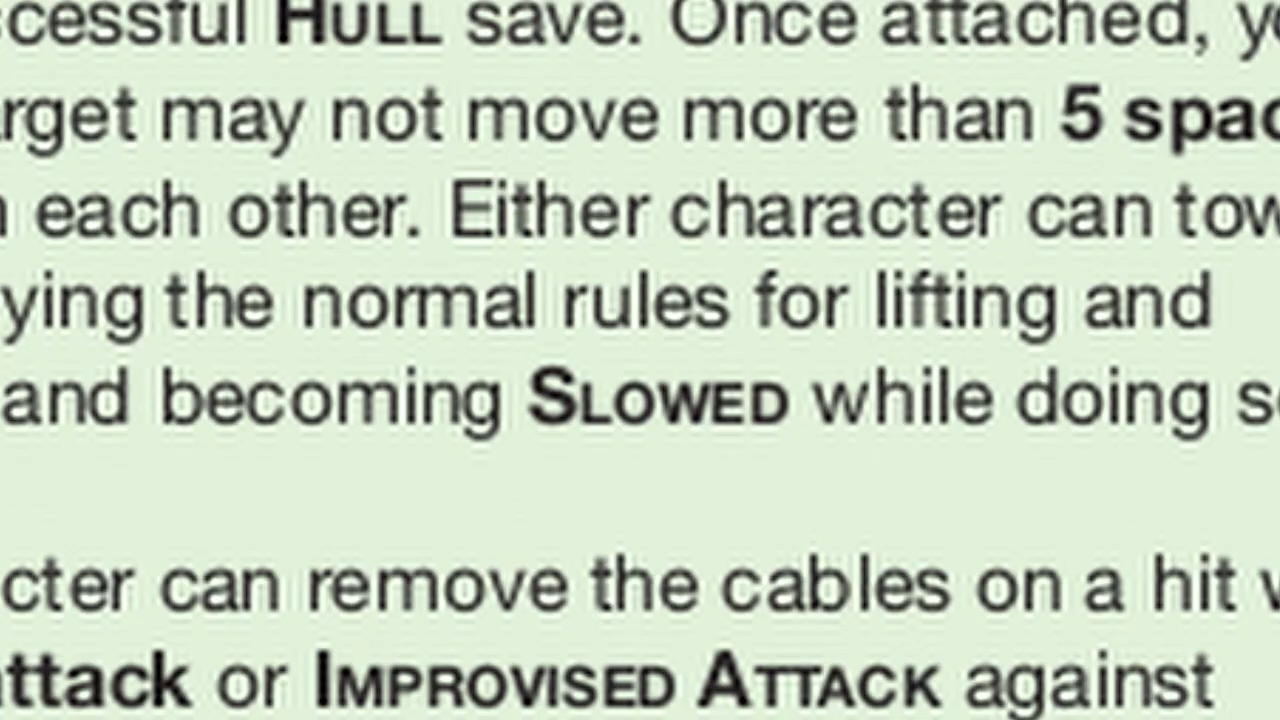 ccessful HULL save. Once attached, y
rget may not move more than 5 spac
each other. Either character can tow
ying the normal rules for lifting and
and becoming SLOWED while doing s
cter can remove the cables on a hit
ttack or IMPROVISED ATTACK against